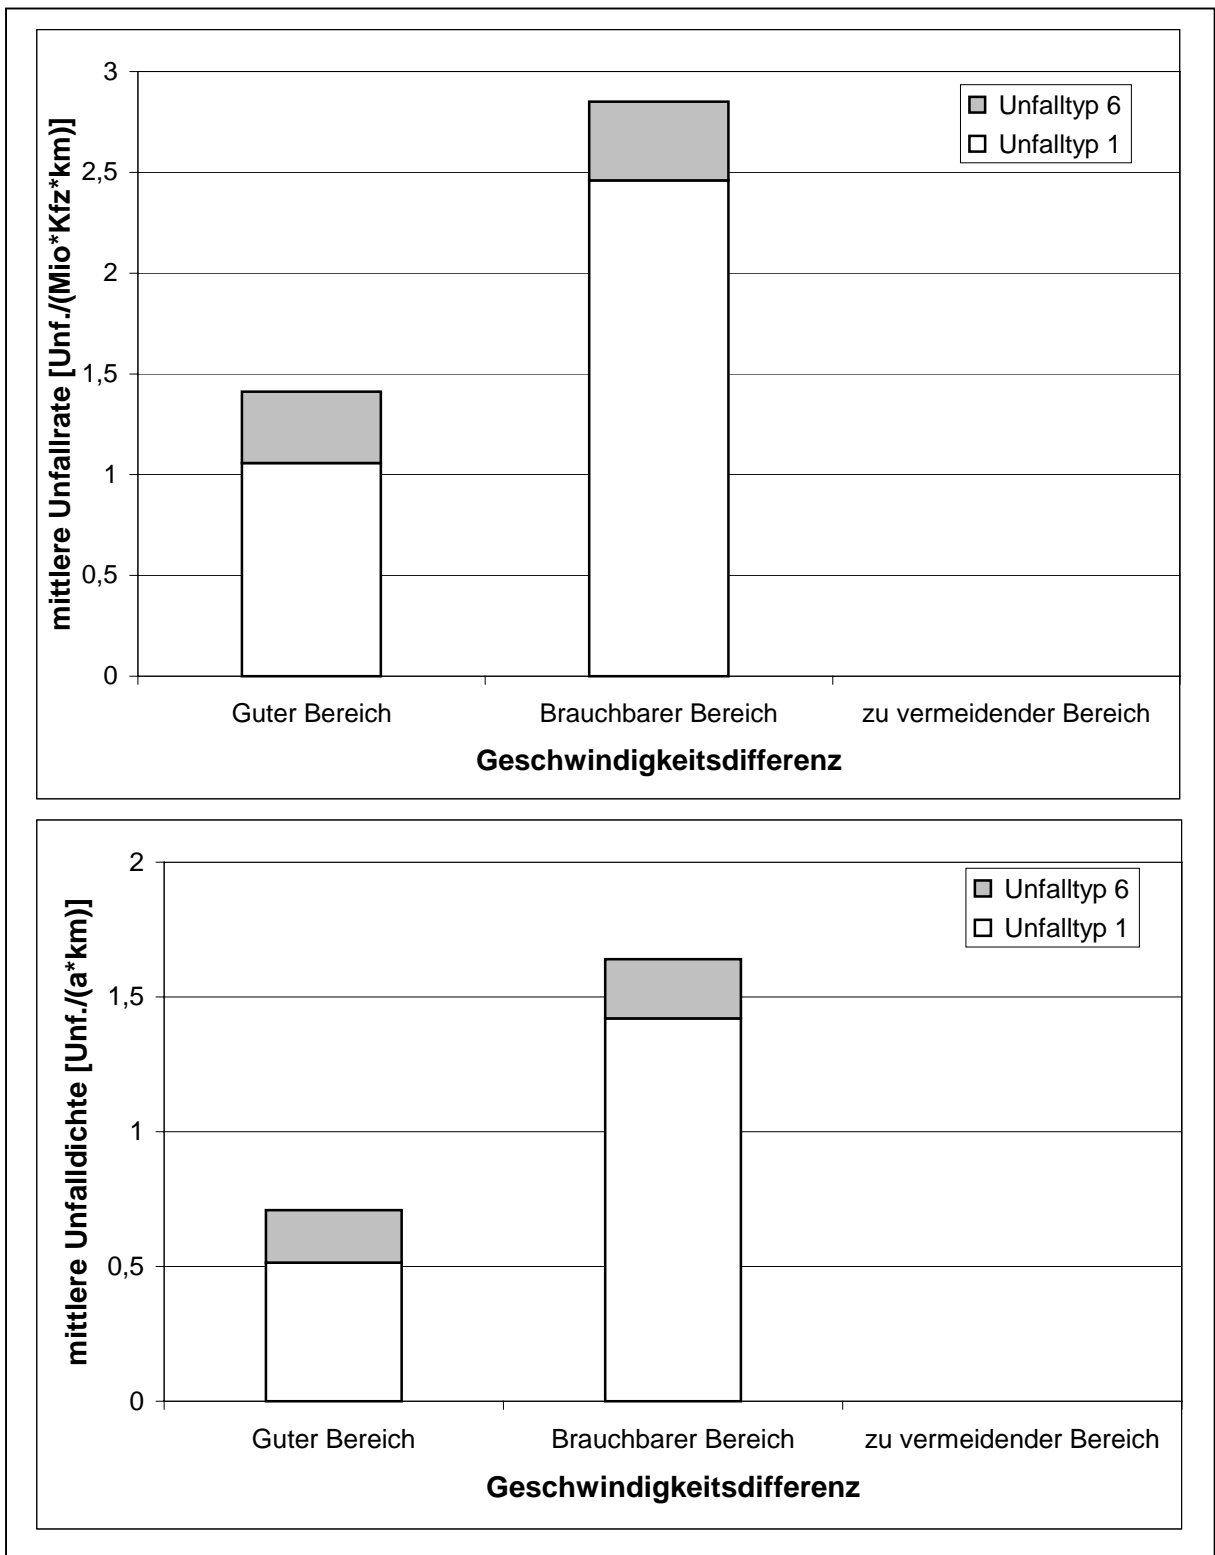 mittlere Unfallrate [Unf./(Mio*Kfz*km)]
3
2,5
2
1,5
1
0,5
0
Unfalltyp 6
Unfalltyp 1
Guter Bereich
Brauchbarer Bereich
zu vermeidender Bereich
Geschwindigkeitsdifferenz
mittlere Unfalldichte [Unf./(a*km)]
2
1,5
1
0,5
0
Unfalltyp 6
Unfalltyp 1
Guter Bereich
Brauchbarer Bereich
zu vermeidender Bereich
Geschwindigkeitsdifferenz